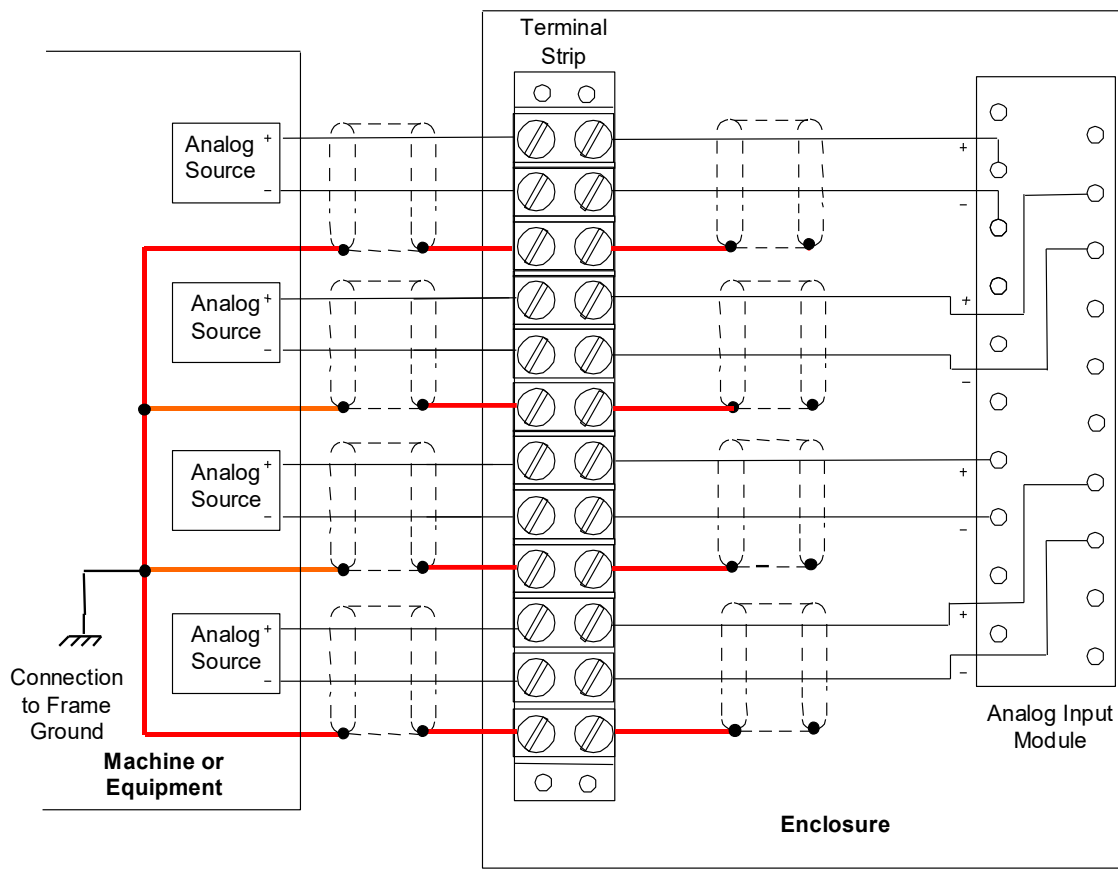 Terminal
Strip
Analog
Source
+
−
+
−
Analog
Source
+
−
+
−
Analog
Source
+
−
+
−
Analog
Source
+
−
+
−
Connection
to Frame
Ground
Machine or
Equipment
Analog Input
Module
Enclosure